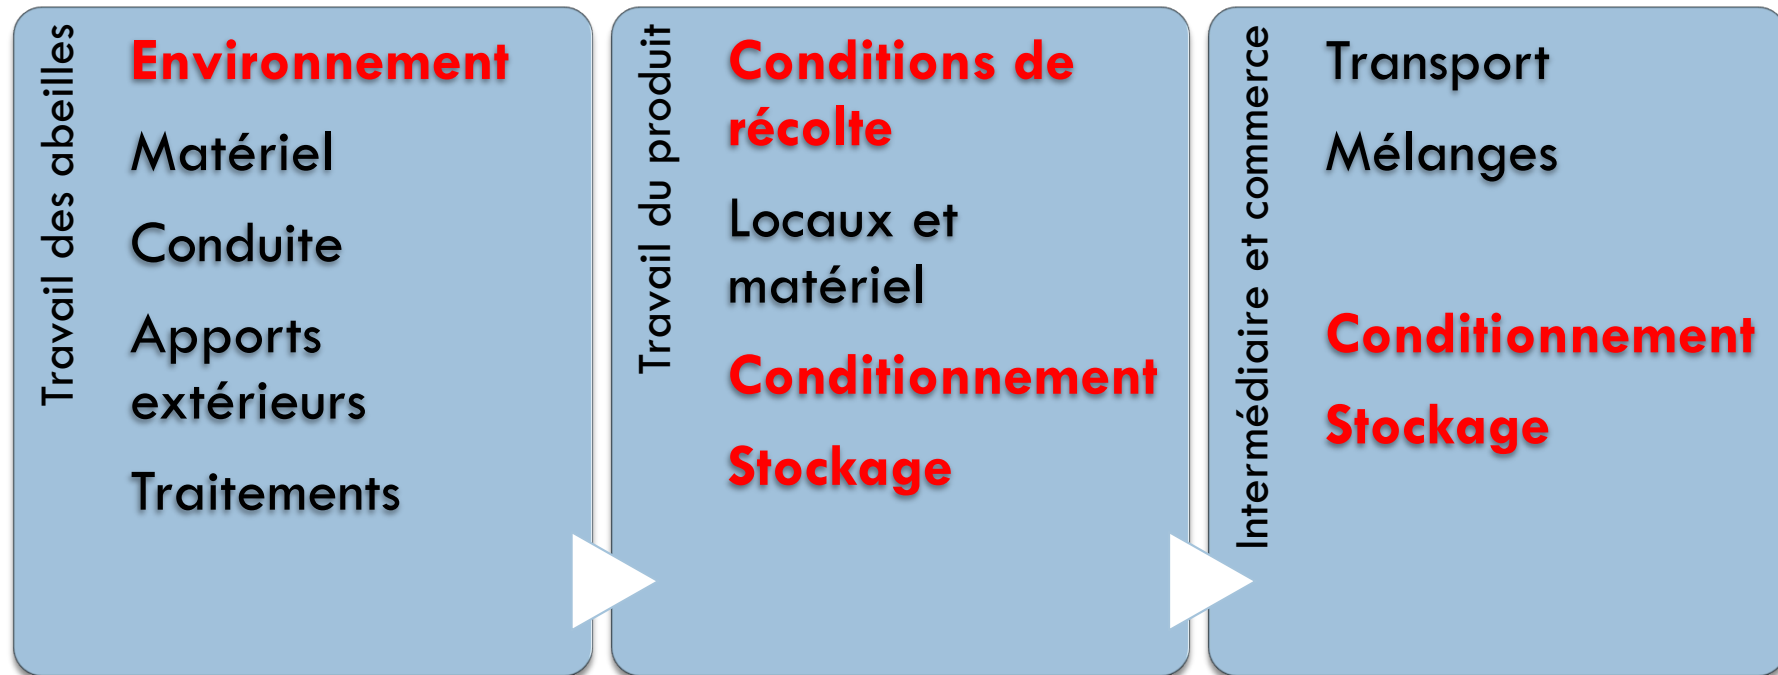 Travail des abeilles
Environnement
Matériel
Conduite
Apports
extérieurs
Traitements
Travail du produit
Conditions de
récolte
Locaux et
matériel
Conditionnement
Stockage
Intermédiaire et commerce
Transport
Mélanges
Conditionnement
Stockage